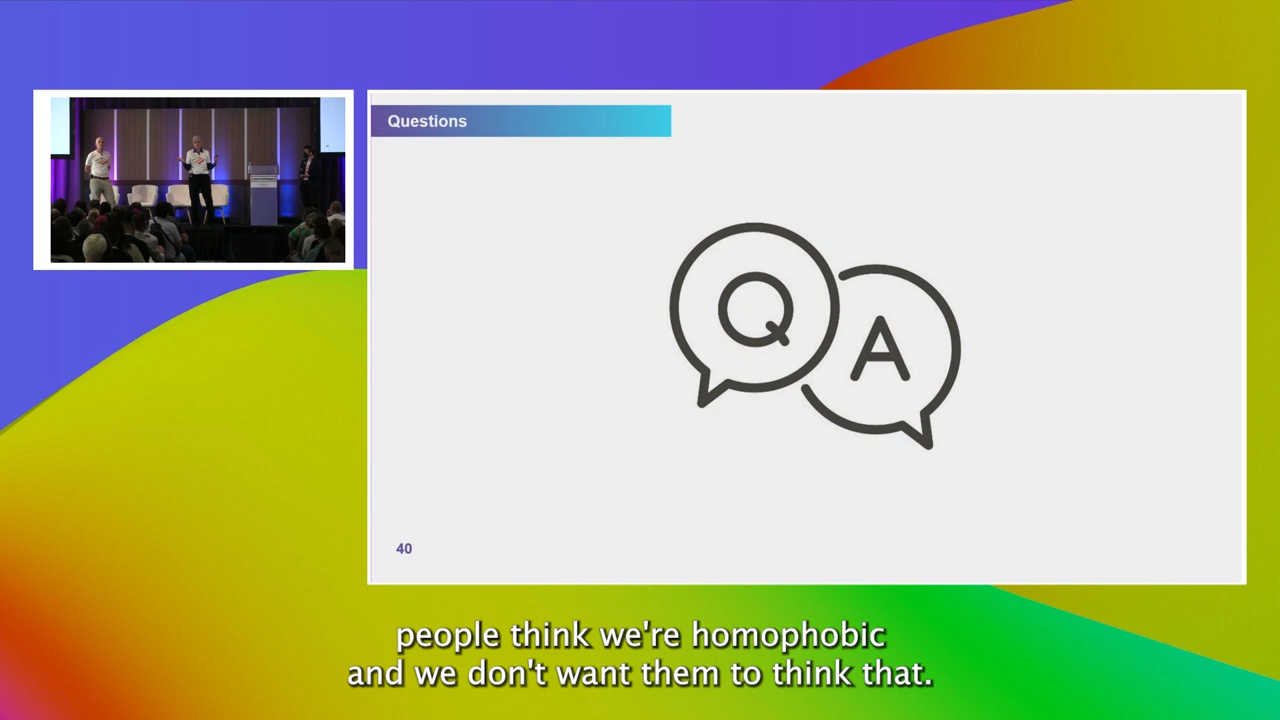 Questions
Q
A
40
people think we're homophobic
and we don't want them to think that.